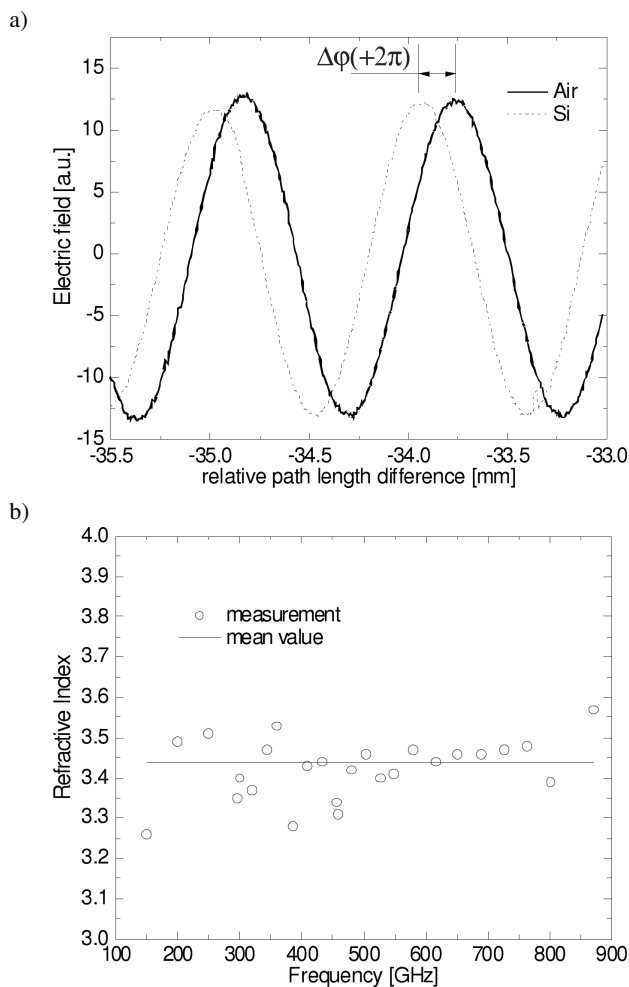 a)
Δφ(+2π)
Air
Si
17.5
15
10
5
0
-5
-10
-15
Electric field [a.u.]
-35.5 -35.0 -34.5 -34.0 -33.5 -33.0
relative path length difference [mm]
b)
4.0
3.9
3.8
3.7
3.6
3.5
3.4
3.3
3.2
3.1
3.0
measurement
mean value
Refractive Index
100 200 300 400 500 600 700 800 900
Frequency [GHz]